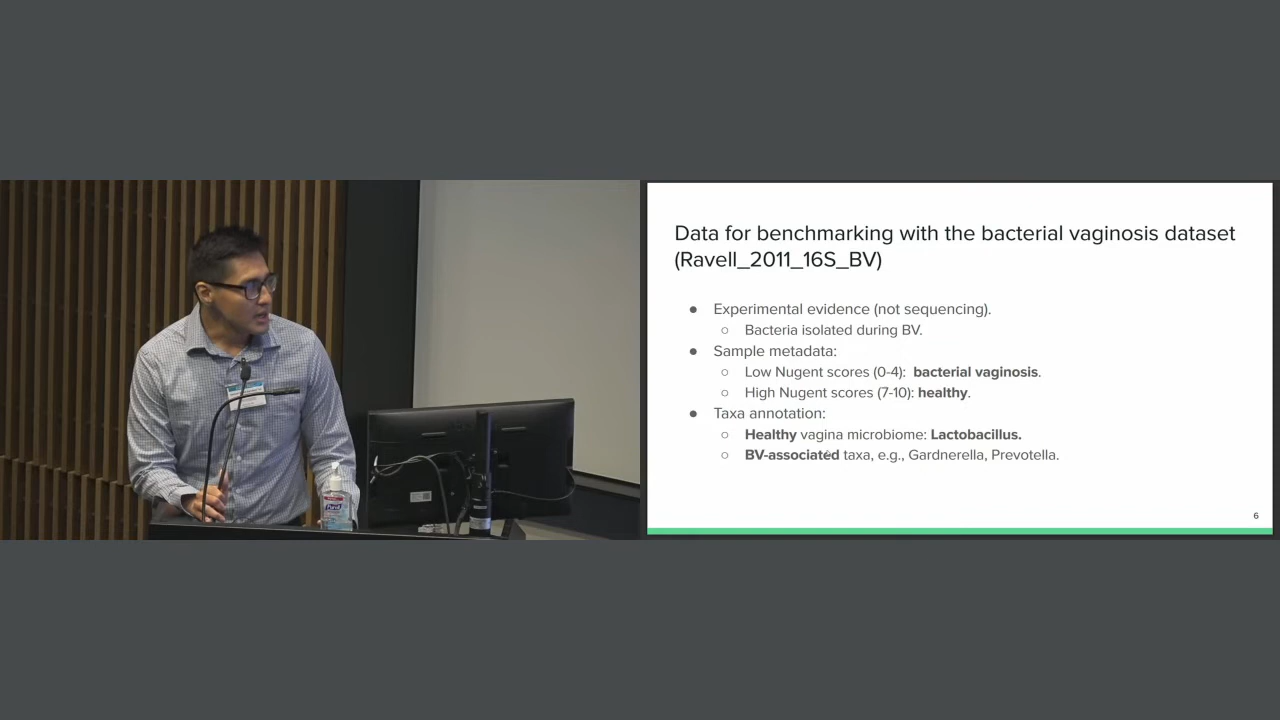 Data for benchmarking with the bacterial vaginosis dataset
(Ravell_2011_16S_BV)
● Experimental evidence (not sequencing).
○ Bacteria isolated during BV.
● Sample metadata:
○ Low Nugent scores (0-4): bacterial vaginosis.
○ High Nugent scores (7-10): healthy.
● Taxa annotation:
○ Healthy vagina microbiome: Lactobacillus.
○ BV-associated taxa, e.g., Gardnerella, Prevotella.
6